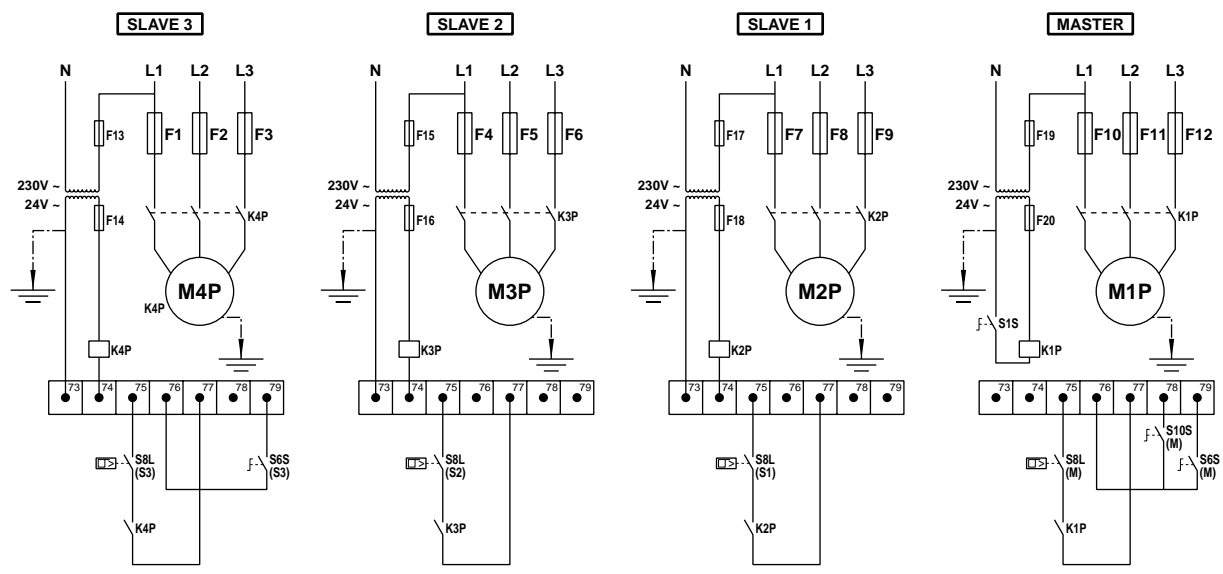 SLAVE 3 SLAVE 2 SLAVE 1 MASTER
N L1 L2 L3 N L1 L2 L3 N L1 L2 L3 N L1 L2 L3
F13 F1 F2 F3 F15 F4 F5 F6 F17 F7 F8 F9 F19 F10 F11 F12
230V ~ 230V ~ 230V ~ 230V ~
24V ~ F14 K4P 24V ~ F16 K3P 24V ~ F18 K2P 24V ~ F20 K1P
M4P M3P M2P M1P
K4P
S1S
K4P K3P K2P K1P
73 74 75 76 77 78 79 73 74 75 76 77 78 79 73 74 75 76 77 78 79 73 74 75 76 77 78 79
S10S
(M)
S8L S6S S8L S8L S8L S6S
(S3) (S3) (S2) (S1) (M) (M)
K4P K3P K2P K1P